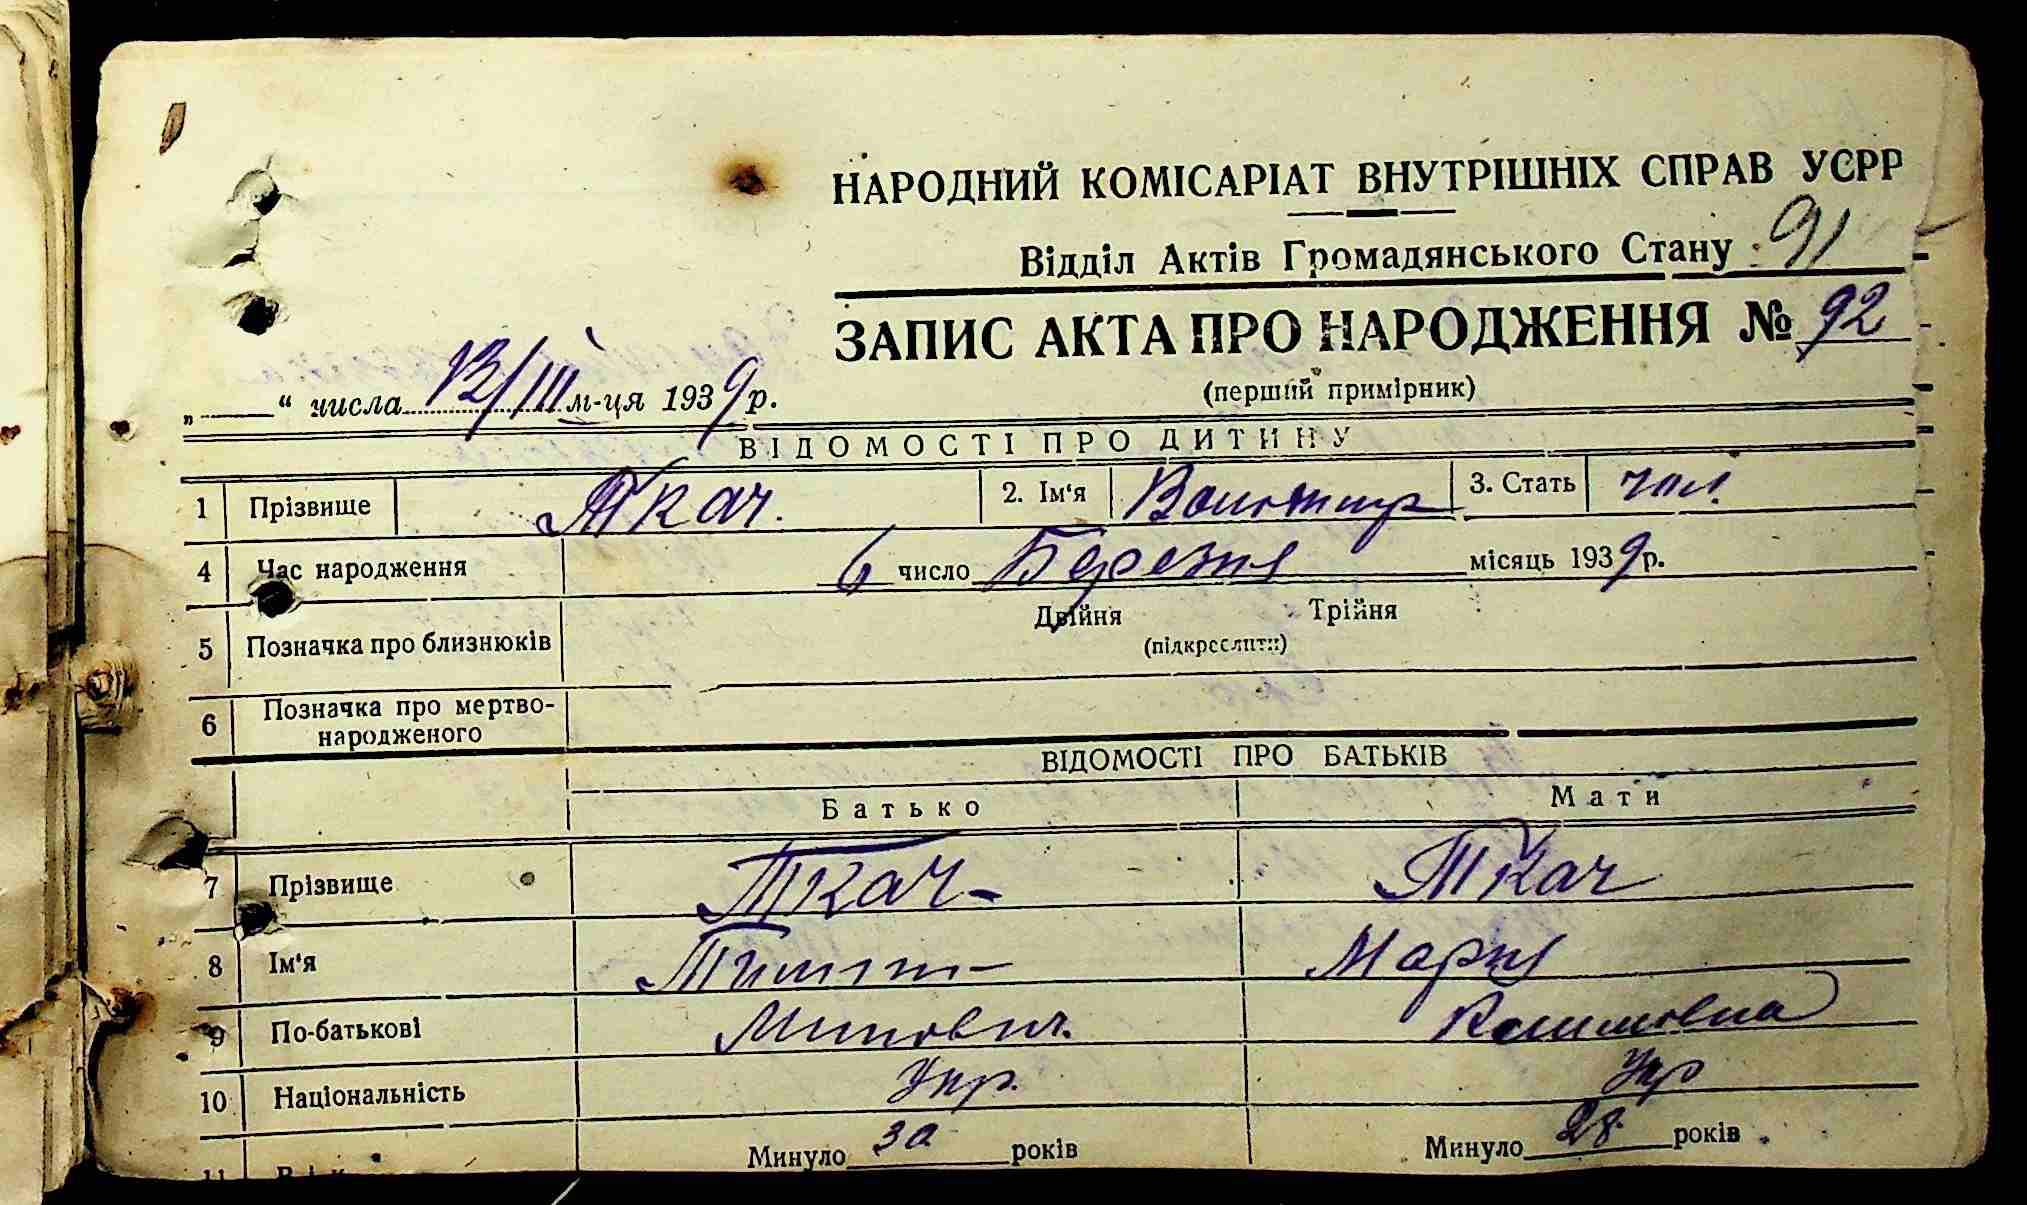 НАРОДНИЙ КОМІСАРІАТ ВНУТРІШНІХ СПРАВ УСРР
Відділ Актів Громадянського Стану 91
ЗАПИС АКТА ПРО НАРОДЖЕННЯ № 92
(перший примірник)
„ “ числа 13/III м-ця 1939 р.
ВІДОМОСТІ ПРО ДИТИНУ
1 Прізвище Ткач. 2. Ім'я 3. Стать чол.
4 Час народження 6 число Березня місяць 1939 р.
Двійня Трійня
5 Позначка про близнюків (підкреслити)
6 Позначка про мертво-
народженого
ВІДОМОСТІ ПРО БАТЬКІВ
Батько Мати
7 Прізвище Ткач Ткач
8 Ім'я Мария
9 По-батькові
10 Національність Укр. Укр
Минуло 30 років Минуло 28 років